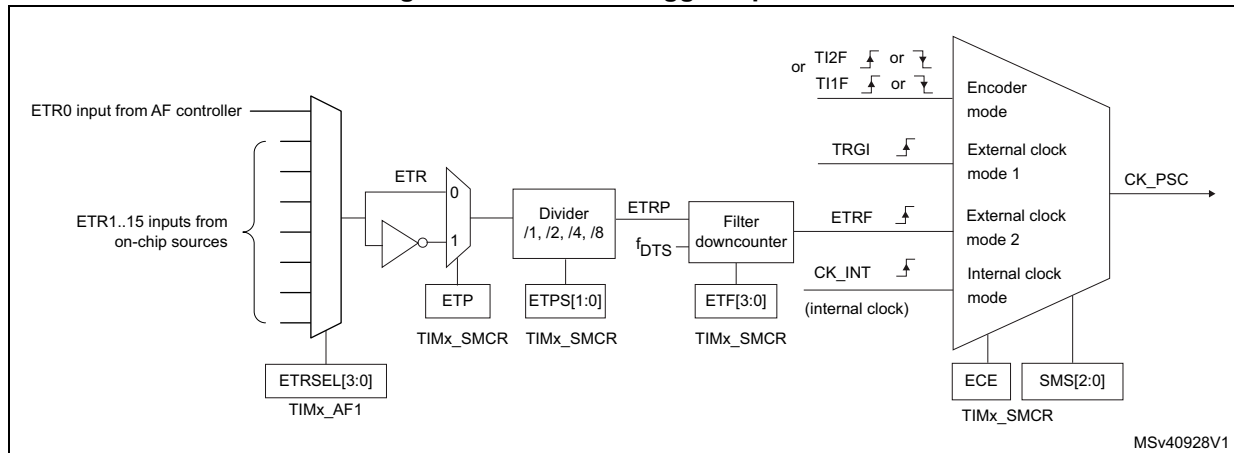 ETR0 input from AF controller
ETR1..15 inputs from
on-chip sources
ETRSEL[3:0]
TIMx_AF1
ETR
0
1
ETP
TIMx_SMCR
Divider
/1, /2, /4, /8
ETPS[1:0]
TIMx_SMCR
ETRP
fDTS
Filter
downcounter
ETF[3:0]
TIMx_SMCR
or TI2F or
TI1F or
Encoder
mode
TRGI
External clock
mode 1
ETRF
External clock
mode 2
CK_INT
(internal clock)
Internal clock
mode
CK_PSC
ECE
SMS[2:0]
TIMx_SMCR
MSv40928V1